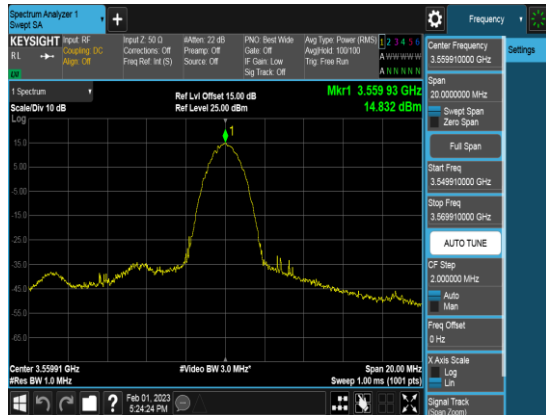 Spectrum Analyzer 1
Swept SA
+
Frequency
KEYSIGHT
RL
Input: RF
Coupling: DC
Align: Off
Input Z: 50 Ω
Corrections: Off
Freq Ref: Int (S)
#Atten: 22 dB
Preamp: Off
Source: Off
PNO: Best Wide
Gate: Off
IF Gain: Low
Sig Track: Off
Avg Type: Power (RMS)
Avg|Hold: 100/100
Trig: Free Run
1 2 3 4 5 6
A W W W W W
A N N N N N
1 Spectrum
Scale/Div 10 dB
Log
Ref Lvl Offset 15.00 dB
Ref Level 25.00 dBm
Mkr1 3.559 93 GHz
14.832 dBm
1
15.0
5.00
-5.00
-15.0
-25.0
-35.0
-45.0
-55.0
-65.0
Center 3.55991 GHz
#Res BW 1.0 MHz
#Video BW 3.0 MHz*
Span 20.00 MHz
Sweep 1.00 ms (1001 pts)
Center Frequency
3.559910000 GHz
Settings
Span
20.0000000 MHz
Swept Span
Zero Span
Full Span
Start Freq
3.549910000 GHz
Stop Freq
3.569910000 GHz
AUTO TUNE
CF Step
2.000000 MHz
Auto
Man
Freq Offset
0 Hz
X Axis Scale
Log
Lin
Signal Track
(Span Zoom)
?
Feb 01, 2023
5:24:24 PM